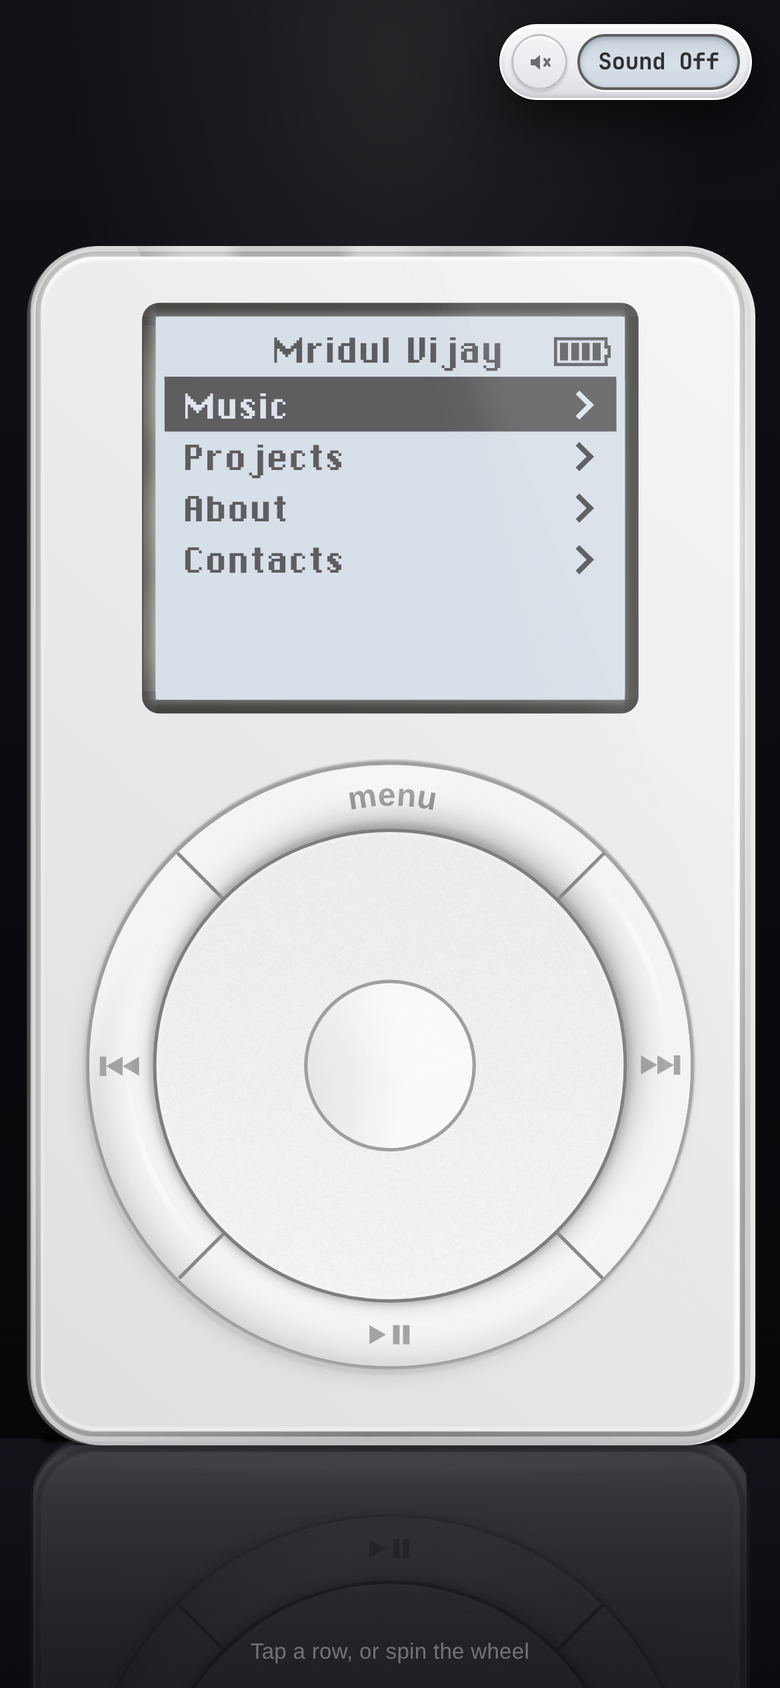 Sound Off
Mridul Vijay
Music
Projects
About
Contacts
menu
Tap a row, or spin the wheel